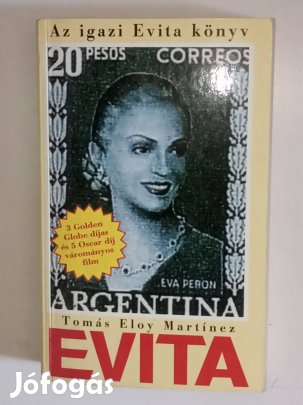 Az igazi Evita könyv
20 PESOS CORREOS
3 Golden
Globe díjas
és 5 Oscar díj
várományos
film
EVA PERON
ARGENTINA
Tomás Eloy Martínez
EVITA
Jófogás